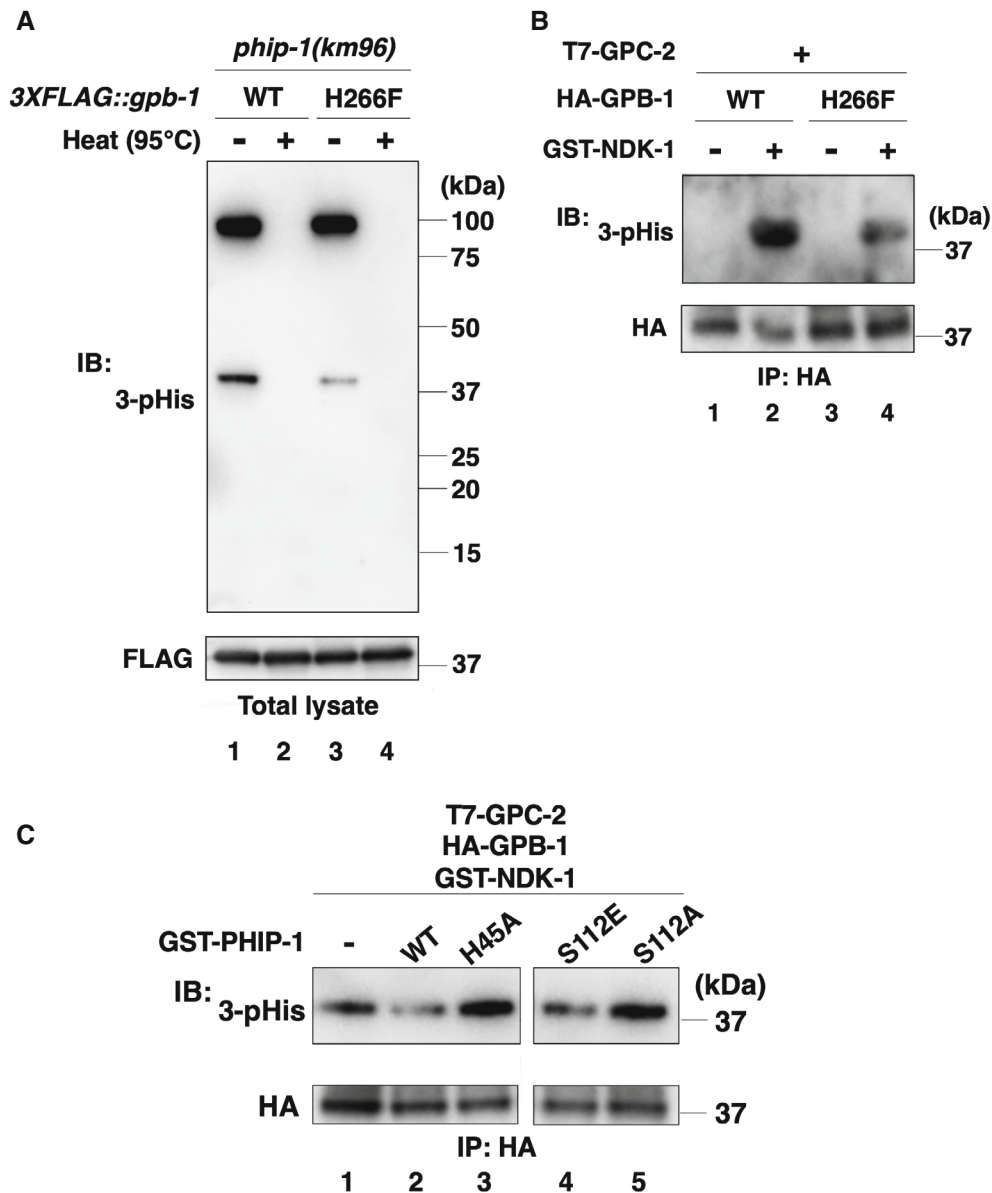 A
phip-1(km96)
3XFLAG::gpb-1 WT H266F
Heat (95°C) - + - +
(kDa)
100
75
50
IB: 3-pHis
37
25
20
15
FLAG 37
Total lysate
1 2 3 4
B
T7-GPC-2 +
HA-GPB-1 WT H266F
GST-NDK-1 - + - +
IB: 3-pHis (kDa)
37
HA 37
IP: HA
1 2 3 4
C
T7-GPC-2
HA-GPB-1
GST-NDK-1
GST-PHIP-1 - WT H45A S112E S112A
IB: 3-pHis (kDa)
37
HA 37
IP: HA
1 2 3 4 5